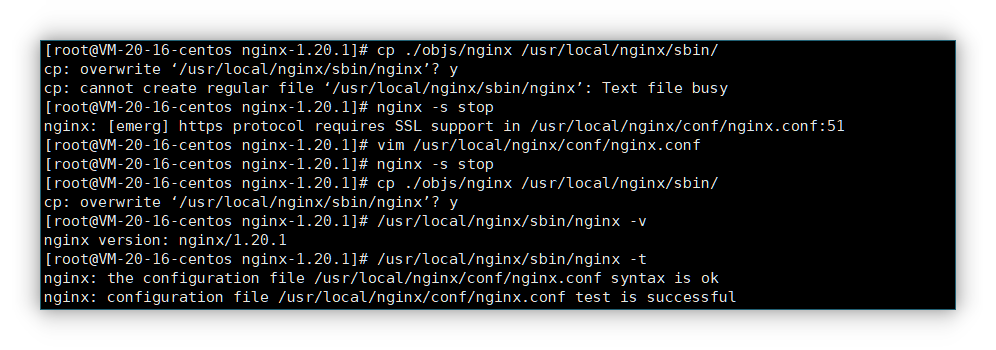 [root@VM-20-16-centos nginx-1.20.1]# cp ./objs/nginx /usr/local/nginx/sbin/
cp: overwrite ‘/usr/local/nginx/sbin/nginx’? y
cp: cannot create regular file ‘/usr/local/nginx/sbin/nginx’: Text file busy
[root@VM-20-16-centos nginx-1.20.1]# nginx -s stop
nginx: [emerg] https protocol requires SSL support in /usr/local/nginx/conf/nginx.conf:51
[root@VM-20-16-centos nginx-1.20.1]# vim /usr/local/nginx/conf/nginx.conf
[root@VM-20-16-centos nginx-1.20.1]# nginx -s stop
[root@VM-20-16-centos nginx-1.20.1]# cp ./objs/nginx /usr/local/nginx/sbin/
cp: overwrite ‘/usr/local/nginx/sbin/nginx’? y
[root@VM-20-16-centos nginx-1.20.1]# /usr/local/nginx/sbin/nginx -v
nginx version: nginx/1.20.1
[root@VM-20-16-centos nginx-1.20.1]# /usr/local/nginx/sbin/nginx -t
nginx: the configuration file /usr/local/nginx/conf/nginx.conf syntax is ok
nginx: configuration file /usr/local/nginx/conf/nginx.conf test is successful